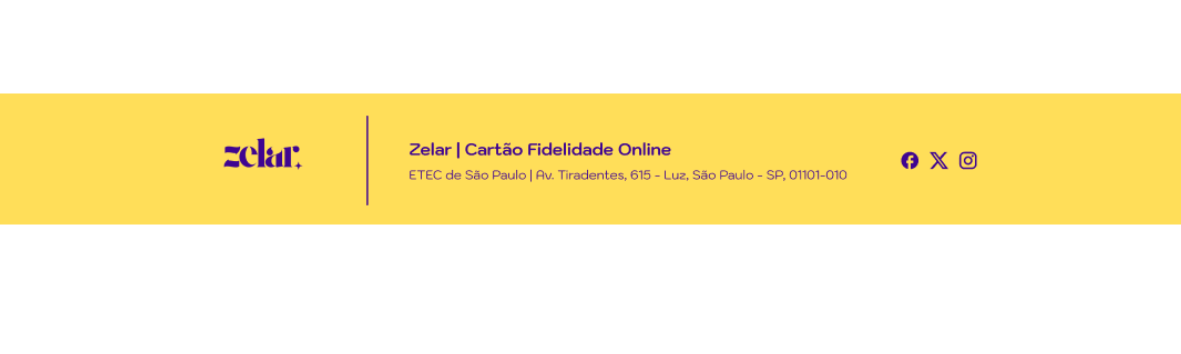 zelar
Zelar | Cartão Fidelidade Online
ETEC de São Paulo | Av. Tiradentes, 615 - Luz, São Paulo - SP, 01101-010